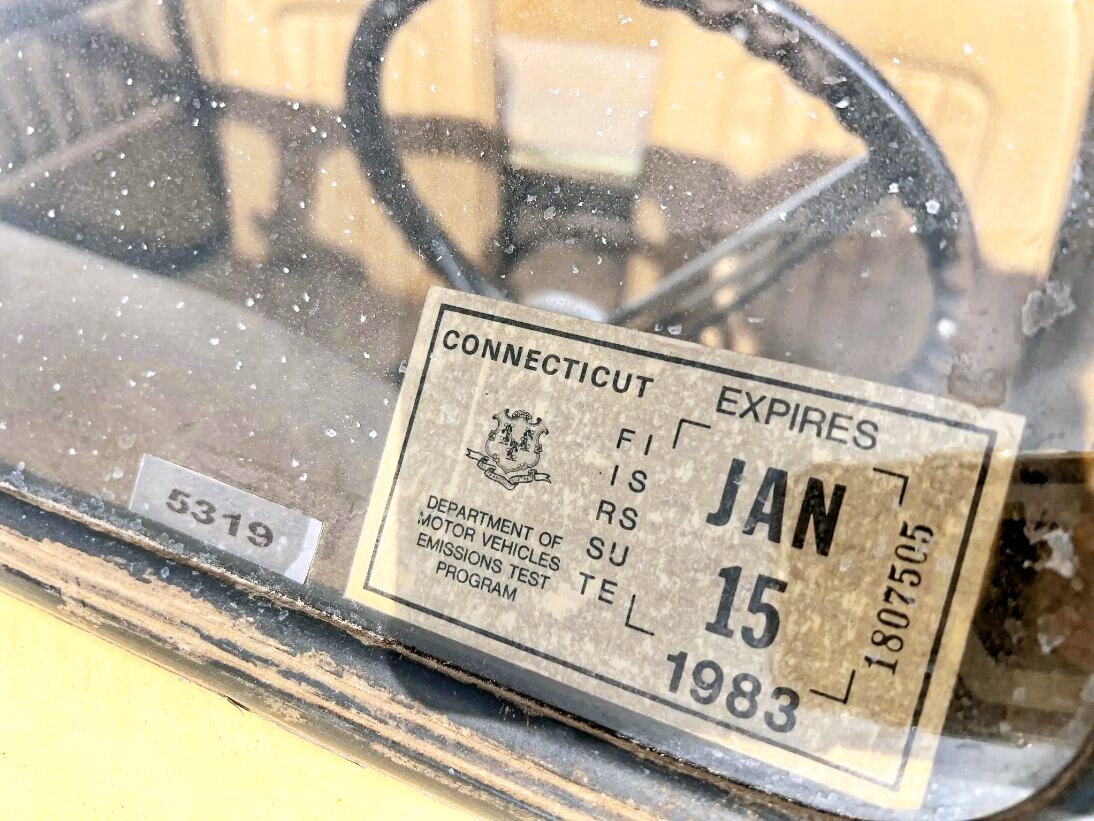 CONNECTICUT
EXPIRES
FI
IS
RS
SU
TE
JAN
15
1983
1807505
DEPARTMENT OF
MOTOR VEHICLES
EMISSIONS TEST
PROGRAM
5319